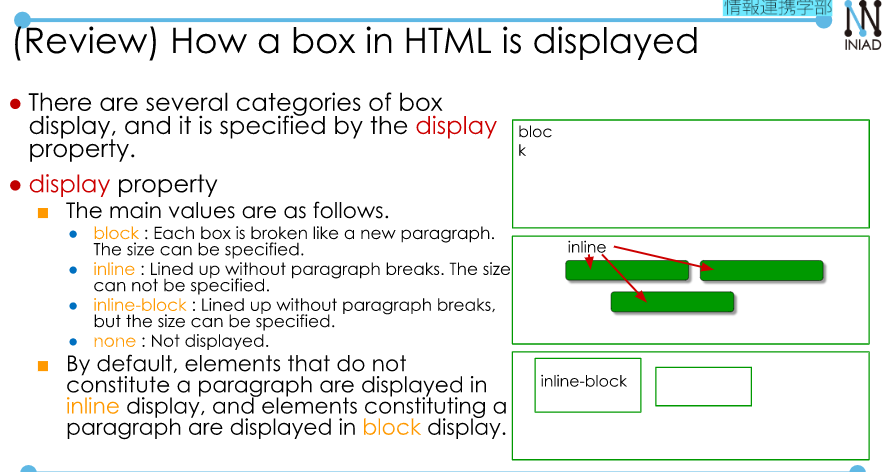 情報連携学部
INIAD
(Review) How a box in HTML is displayed
There are several categories of box
display, and it is specified by the display
property.
display property
The main values are as follows.
block : Each box is broken like a new paragraph.
The size can be specified.
inline : Lined up without paragraph breaks. The size
can not be specified.
inline-block : Lined up without paragraph breaks,
but the size can be specified.
none : Not displayed.
By default, elements that do not
constitute a paragraph are displayed in
inline display, and elements constituting a
paragraph are displayed in block display.
bloc
k
inline
inline-block